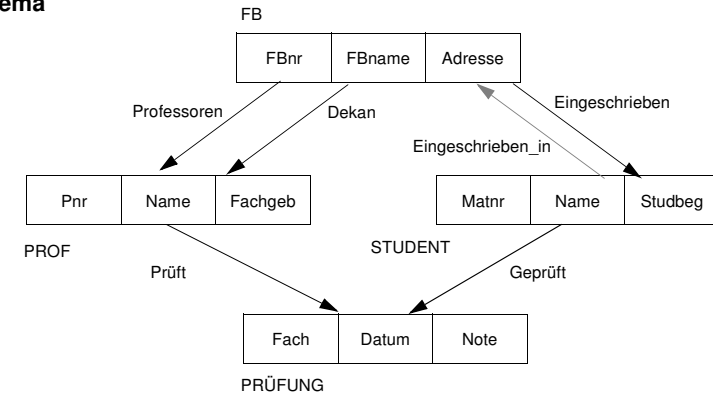 ema
FB
FBnr FBname Adresse
Professoren
Dekan
Eingeschrieben
Eingeschrieben_in
Pnr Name Fachgeb
Matnr Name Studbeg
PROF
STUDENT
Prüft
Geprüft
Fach Datum Note
PRÜFUNG